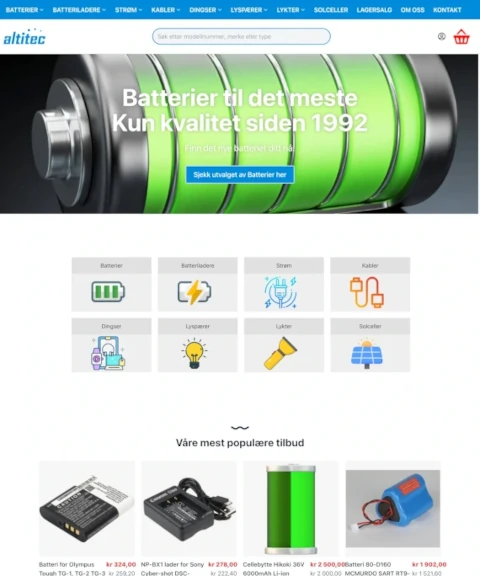 BATTERIER BATTERILADERE STRØM KABLER DINGSER LYSPÆRER LYKTER SOLCELLER LAGERSALG OM OSS KONTAKT
altitec
Søk etter modellnummer, merke eller type
Batterier til det meste
Kun kvalitet siden 1992
Finn det nye batteriet ditt nå!
Sjekk utvalget av Batterier her
Batterier Batteriladere Strøm Kabler
Dingser Lyspærer Lykter Solceller
Våre mest populære tilbud
Batteri for Olympus kr 324,00 NP-BX1 lader for Sony kr 278,00 Cellebytte Hikoki 36V kr 2 500,00 Batteri BO-D160 kr 1 902,00
Tough TG-1, TG-2 TG-3 kr 259,20 Cyber-shot DSC- kr 222,40 6000mAh Li-ion kr 2 000,00 MCMURDO SART RT9- kr 1 521,60